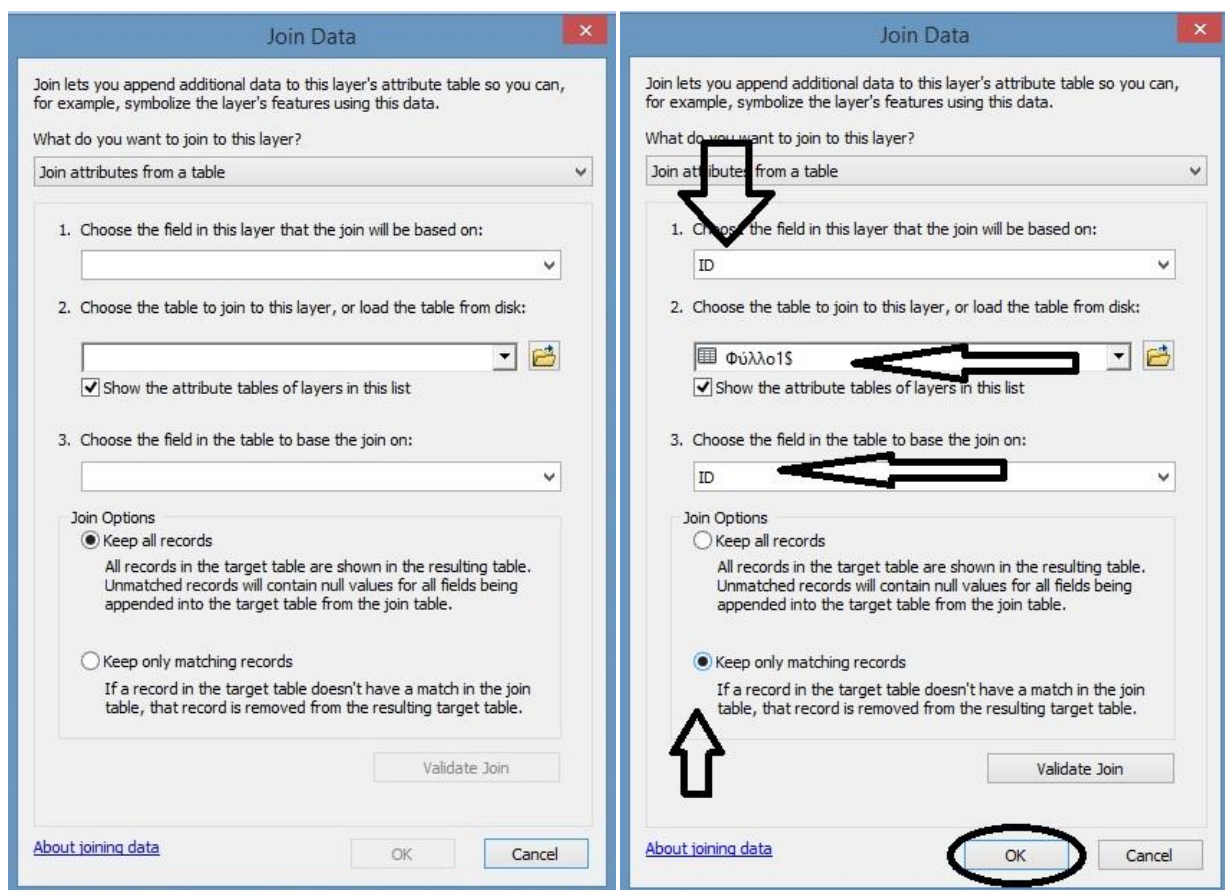 Join Data
Join lets you append additional data to this layer's attribute table so you can,
for example, symbolize the layer's features using this data.
What do you want to join to this layer?
Join attributes from a table
1. Choose the field in this layer that the join will be based on:
2. Choose the table to join to this layer, or load the table from disk:
Show the attribute tables of layers in this list
3. Choose the field in the table to base the join on:
Join Options
Keep all records
All records in the target table are shown in the resulting table.
Unmatched records will contain null values for all fields being
appended into the target table from the join table.
Keep only matching records
If a record in the target table doesn't have a match in the join
table, that record is removed from the resulting target table.
Validate Join
About joining data
OK
Cancel
Join Data
Join lets you append additional data to this layer's attribute table so you can,
for example, symbolize the layer's features using this data.
What do you want to join to this layer?
Join attributes from a table
1. Choose the field in this layer that the join will be based on:
ID
2. Choose the table to join to this layer, or load the table from disk:
Φύλλο1$
Show the attribute tables of layers in this list
3. Choose the field in the table to base the join on:
ID
Join Options
Keep all records
All records in the target table are shown in the resulting table.
Unmatched records will contain null values for all fields being
appended into the target table from the join table.
Keep only matching records
If a record in the target table doesn't have a match in the join
table, that record is removed from the resulting target table.
Validate Join
About joining data
OK
Cancel